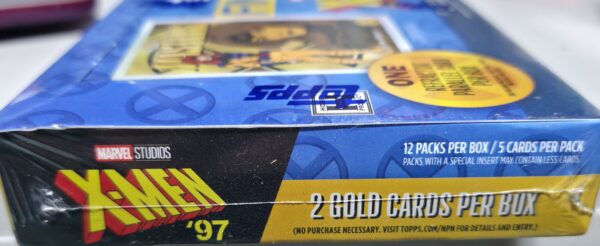 ONE
TOPPS
12 PACKS PER BOX / 5 CARDS PER PACK
PACKS WITH A SPECIAL INSERT MAY CONTAIN LESS CARDS.
MARVEL STUDIOS
X-MEN
'97
2 GOLD CARDS PER BOX
(NO PURCHASE NECESSARY. VISIT TOPPS.COM/NPN FOR DETAILS AND ENTRY.)